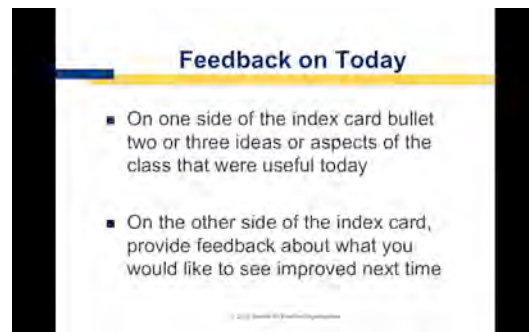 Feedback on Today
On one side of the index card bullet
two or three ideas or aspects of the
class that were useful today
On the other side of the index card,
provide feedback about what you
would like to see improved next time